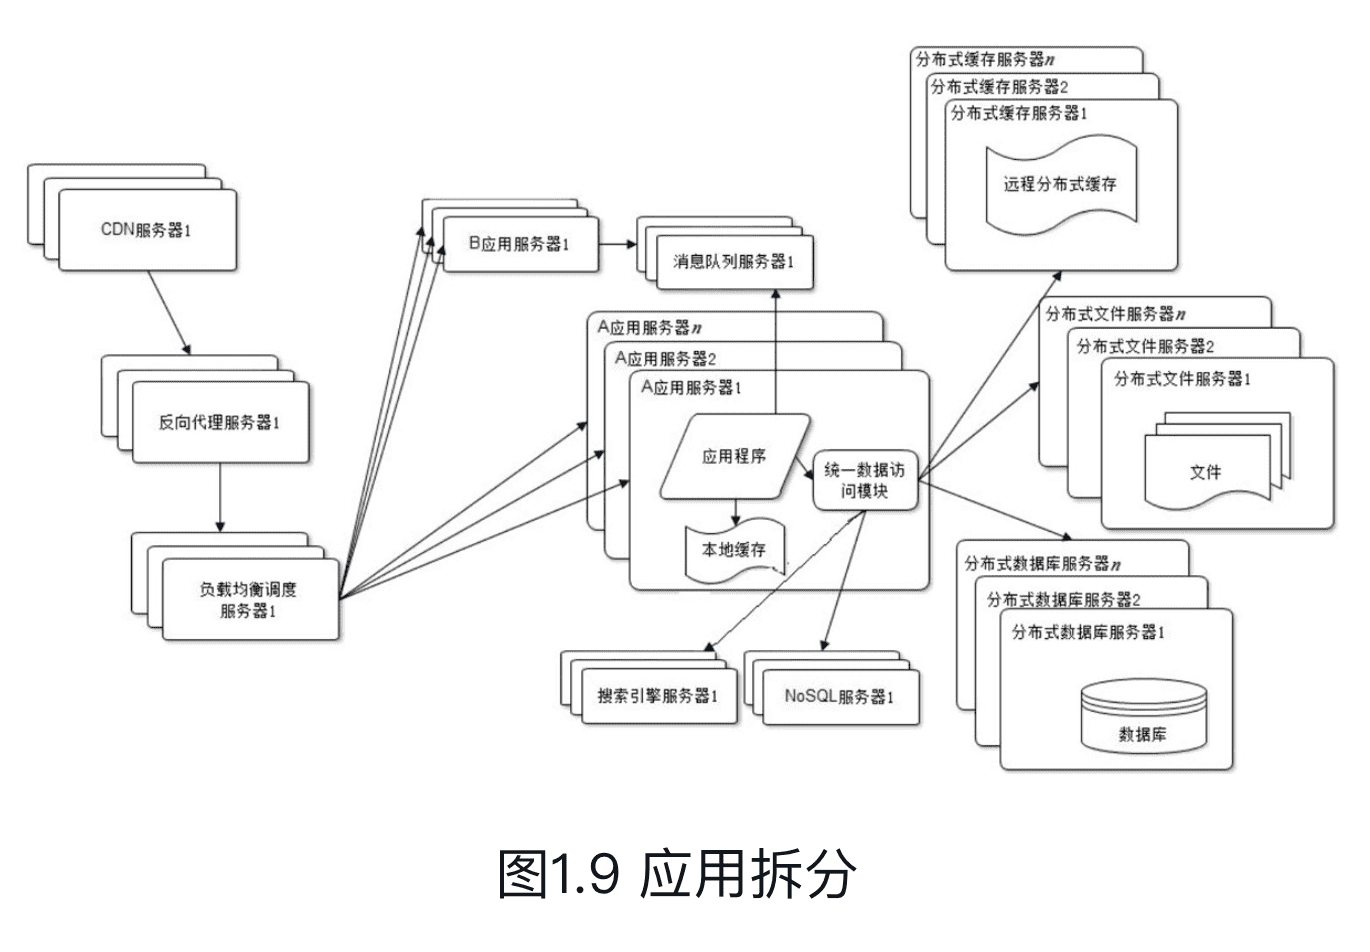 分布式缓存服务器n
分布式缓存服务器2
分布式缓存服务器1
远程分布式缓存
CDN服务器1
B应用服务器1
消息队列服务器1
A应用服务器n
A应用服务器2
A应用服务器1
应用程序
统一数据访
问模块
本地缓存
分布式文件服务器n
分布式文件服务器2
分布式文件服务器1
文件
反向代理服务器1
负载均衡调度
服务器1
分布式数据库服务器n
分布式数据库服务器2
分布式数据库服务器1
数据库
搜索引擎服务器1
NoSQL服务器1
图1.9 应用拆分